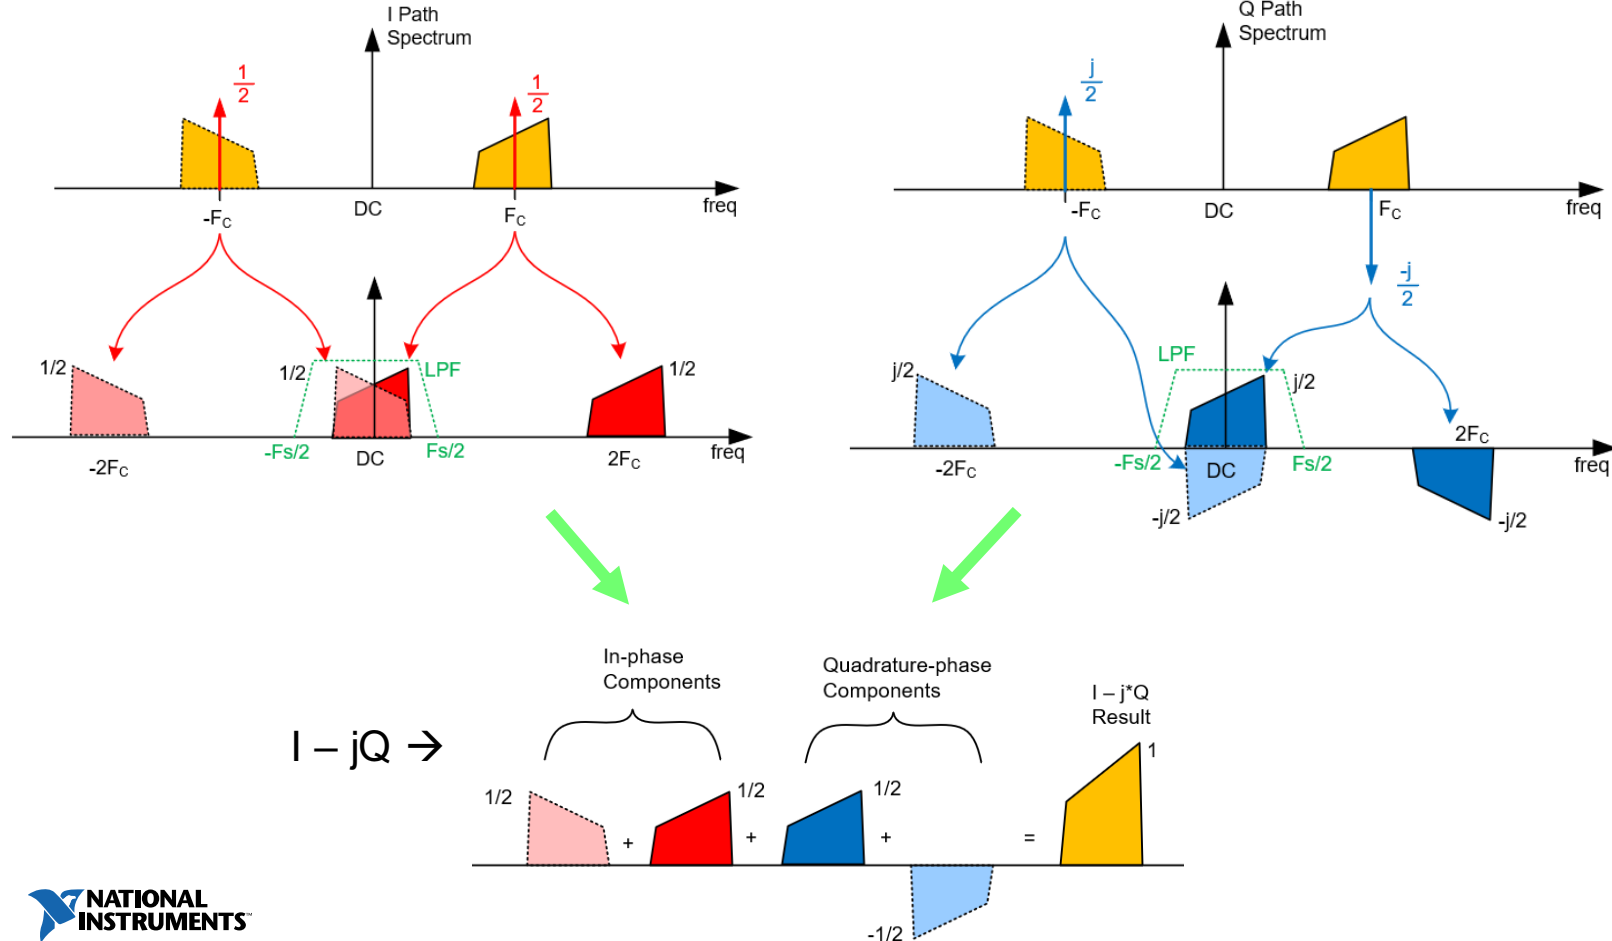 I Path
Spectrum
1
2
1
2
-FC
DC
FC
freq
1/2
1/2
LPF
1/2
-Fs/2
Fs/2
-2FC
DC
2FC
freq
Q Path
Spectrum
j
2
-FC
DC
FC
freq
-j
2
LPF
j/2
j/2
2FC
-Fs/2
DC
Fs/2
-2FC
freq
-j/2
-j/2
In-phase
Components
Quadrature-phase
Components
I – j*Q
Result
I – jQ →
1/2
+
1/2
+
1/2
+
-1/2
=
1
NATIONAL
INSTRUMENTS™